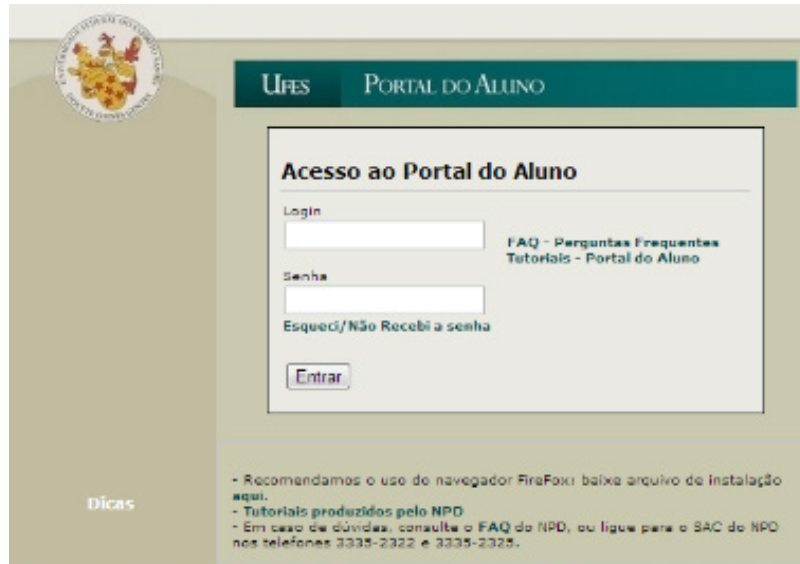 UFES PORTAL DO ALUNO
Acesso ao Portal do Aluno
Login
FAQ - Perguntas Frequentes
Tutoriais - Portal do Aluno
Senha
Esqueci/Não Recebi a senha
Entrar
Dicas
- Recomendamos o uso do navegador FireFox: baixe arquivo de instalação
aqui.
- Tutoriais produzidos pelo NPD
- Em caso de dúvidas, consulte o FAQ do NPD, ou ligue para o SAC do NPD
nos telefones 3335-2322 e 3335-2325.